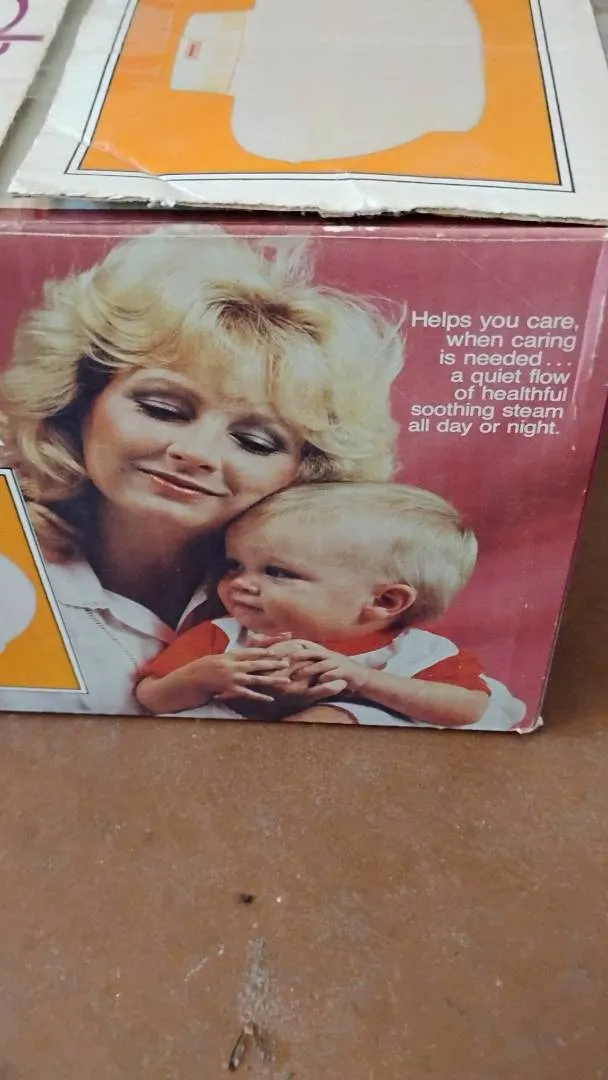 Helps you care,
when caring
is needed...
a quiet flow
of healthful
soothing steam
all day or night.